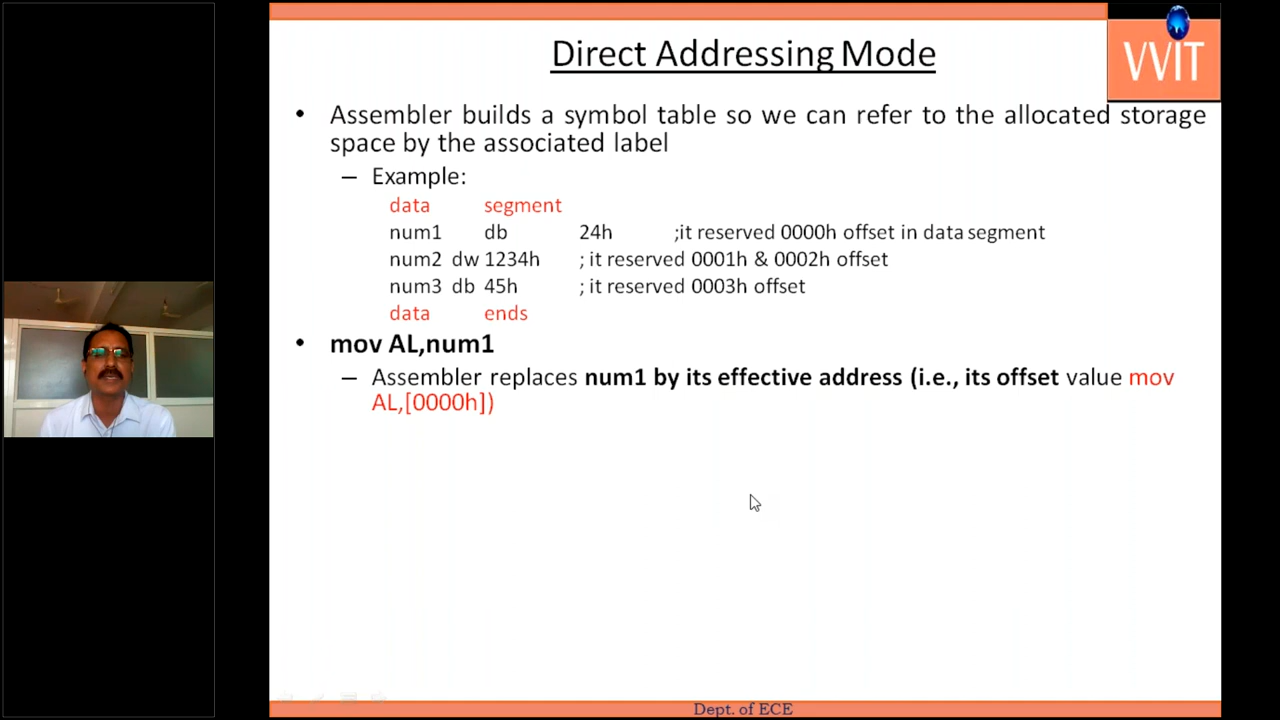 Direct Addressing Mode
VVIT
• Assembler builds a symbol table so we can refer to the allocated storage
space by the associated label
– Example:
data segment
num1 db 24h ;it reserved 0000h offset in data segment
num2 dw 1234h ; it reserved 0001h & 0002h offset
num3 db 45h ; it reserved 0003h offset
data ends
• mov AL,num1
– Assembler replaces num1 by its effective address (i.e., its offset value mov
AL,[0000h])
Dept. of ECE